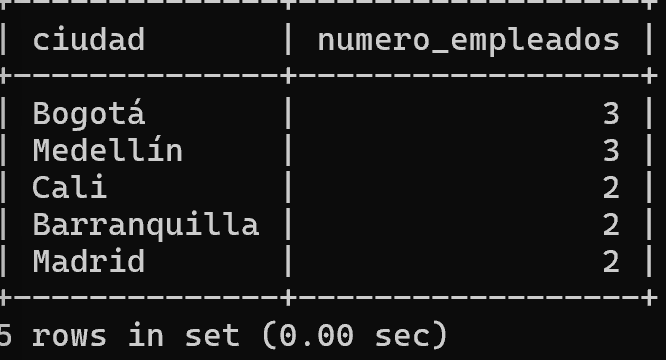 +--------------+------------------+
| ciudad       | numero_empleados |
+--------------+------------------+
| Bogotá       |                3 |
| Medellín     |                3 |
| Cali         |                2 |
| Barranquilla |                2 |
| Madrid       |                2 |
+--------------+------------------+
5 rows in set (0.00 sec)